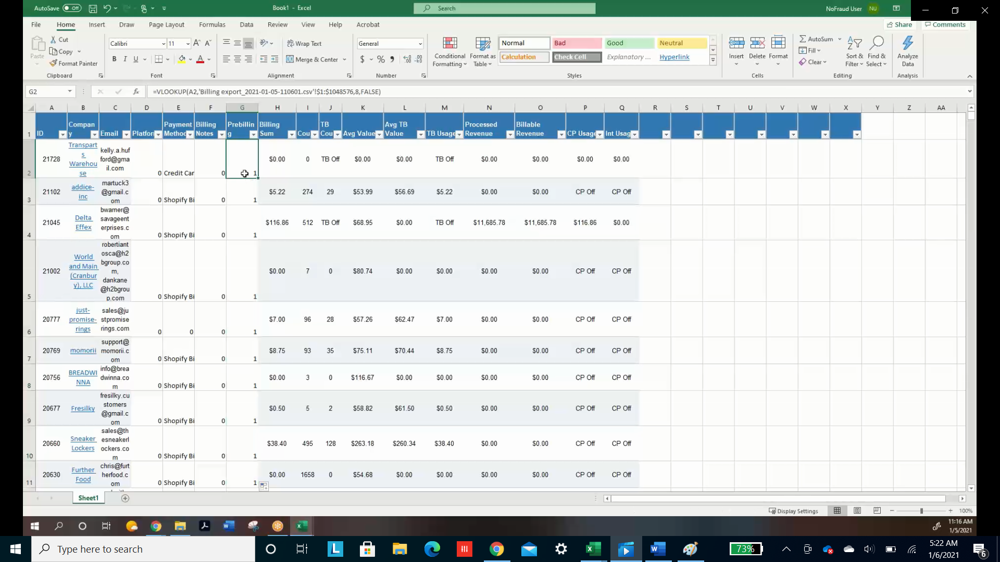 AutoSave Off
Book1 - Excel
Search
NoFraud User NU
File Home Insert Draw Page Layout Formulas Data Review View Help Acrobat
Share Comments
Paste
Cut
Copy
Format Painter
Clipboard
Calibri 11
B I U
Font
Wrap Text
Merge & Center
Alignment
General
$ % 9
Number
Conditional Formatting
Format as Table
Normal Bad Good Neutral
Calculation Check Cell Explanatory ... Hyperlink
Styles
Insert Delete Format
Cells
AutoSum
Fill
Clear
Sort & Filter
Find & Select
Editing
Analyze Data
Analysis
G2 fx =VLOOKUP(A2,'Billing export_2021-01-05-110601.csv'!$1:$1048576,8,FALSE)
A B C D E F G H I J K L M N O P Q R S T U V W X Y Z AA
1 ID Company Email Platforn Payment Methoc Billing Notes Prebilling Billing Sum Cou TB Cou Avg Value Avg TB Value TB Usage Processed Revenue Billable Revenue CP Usage Int Usag
2 21728 Transparts Warehouse kelly.a.hufford@gmail.com 0 Credit Car 0 1 $0.00 0 TB Off $0.00 $0.00 TB Off $0.00 $0.00 $0.00 $0.00
3 21102 addice-inc martuck3@gmail.com 0 Shopify Bi 0 1 $5.22 274 29 $53.99 $56.69 $5.22 $0.00 $0.00 CP Off CP Off
4 21045 Delta Effex bwarner@savageenterprises.com 0 Shopify Bi 0 1 $116.86 512 TB Off $68.95 $0.00 TB Off $11,685.78 $11,685.78 $116.86 $0.00
5 21002 World and Main (Cranbury), LLC robertiantosca@h2bgroup.com, dankane@h2bgroup.com 0 Shopify Bi 0 1 $0.00 7 0 $80.74 $0.00 $0.00 $0.00 $0.00 CP Off CP Off
6 20777 just-promise-rings sales@justpromiserings.com 0 0 0 1 $7.00 96 28 $57.26 $62.47 $7.00 $0.00 $0.00 CP Off CP Off
7 20769 momorii support@momorii.com 0 Shopify Bi 0 1 $8.75 93 35 $75.11 $70.44 $8.75 $0.00 $0.00 CP Off CP Off
8 20756 BREADWINNA info@breadwinna.com 0 Shopify Bi 0 1 $0.00 3 0 $116.67 $0.00 $0.00 $0.00 $0.00 CP Off CP Off
9 20677 Fresilky fresilky.customers@gmail.com 0 Shopify Bi 0 1 $0.50 5 2 $58.82 $61.50 $0.50 $0.00 $0.00 CP Off CP Off
10 20660 Sneaker Lockers sales@thesneakerlockers.com 0 Shopify Bi 0 1 $38.40 495 128 $263.18 $260.34 $38.40 $0.00 $0.00 CP Off CP Off
11 20630 Further Food chris@furtherfood.com 0 Shopify Bi 0 1 $0.00 1658 0 $54.68 $0.00 $0.00 $0.00 $0.00 CP Off CP Off
Sheet1
Display Settings 100%
11:16 AM
1/5/2021
Type here to search
73%
5:22 AM
1/6/2021
6